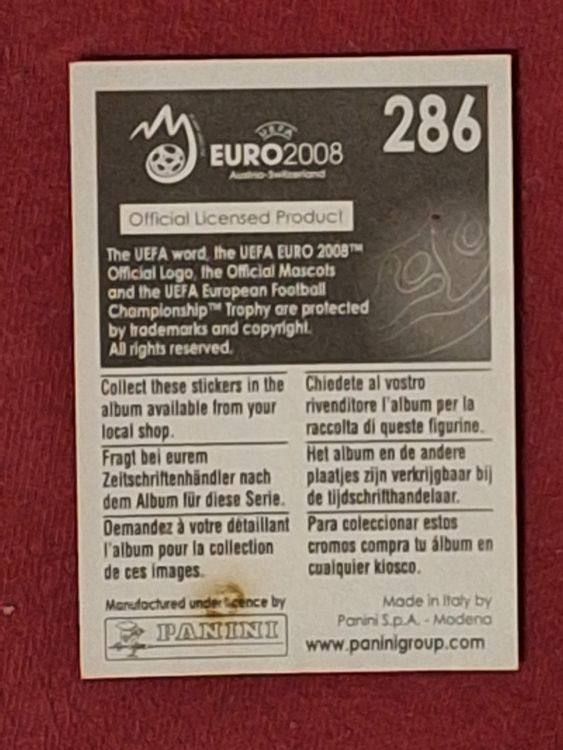 286
UEFA
EURO2008
Austria-Switzerland
Official Licensed Product
The UEFA word, the UEFA EURO 2008™
Official Logo, the Official Mascots
and the UEFA European Football
Championship™ Trophy are protected
by trademarks and copyright.
All rights reserved.
Collect these stickers in the
album available from your
local shop.
Chiedete al vostro
rivenditore l'album per la
raccolta di queste figurine.
Fragt bei eurem
Zeitschriftenhändler nach
dem Album für diese Serie.
Het album en de andere
plaatjes zijn verkrijgbaar bij
de tijdschrifthandelaar.
Demandez à votre détaillant
l'album pour la collection
de ces images.
Para coleccionar estos
cromos compra tu álbum en
cualquier kiosco.
Manufactured under licence by
PANINI
Made in Italy by
Panini S.p.A. - Modena
www.paninigroup.com